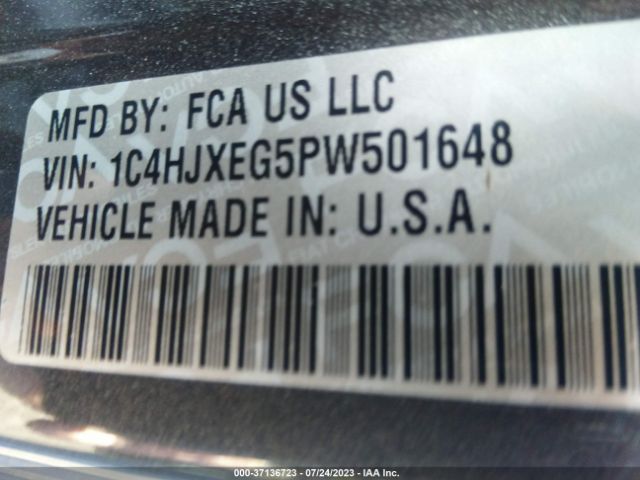 MFD BY: FCA US LLC
VIN: 1C4HJXEG5PW501648
VEHICLE MADE IN: U.S.A.
000-37136723 - 07/24/2023 - IAA Inc.